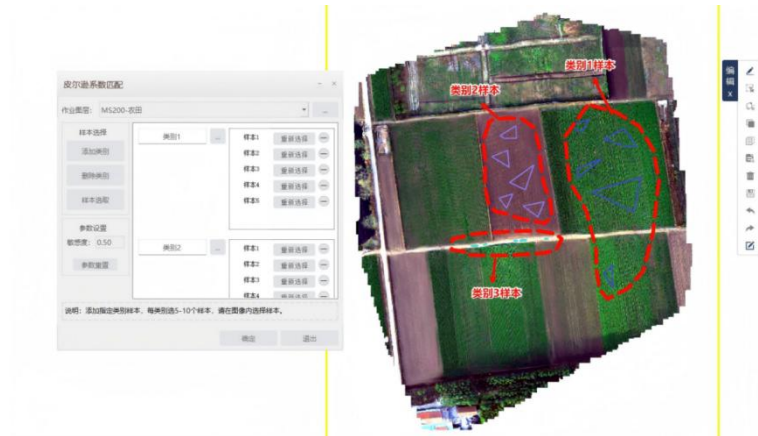 皮尔逊系数匹配
作业图层: MS200-农田
样本选择
添加类别
删除类别
样本选取
参数设置
敏感度: 0.50
参数重置
类别1
...
样本1 重新选择
样本2 重新选择
样本3 重新选择
样本4 重新选择
样本5 重新选择
类别2
...
样本1 重新选择
样本2 重新选择
样本3 重新选择
样本4 重新选择
说明: 添加指定类别样本, 每类别选5-10个样本, 请在图像内选择样本。
确定
退出
类别2样本
类别1样本
类别3样本
编辑
x